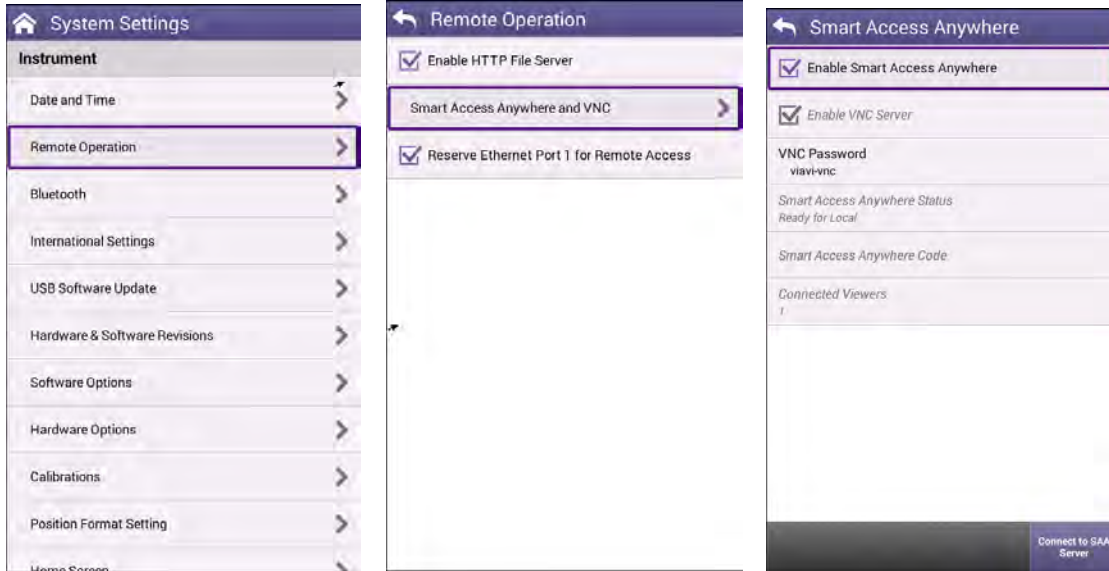 System Settings
Instrument
Date and Time
Remote Operation
Bluetooth
International Settings
USB Software Update
Hardware & Software Revisions
Software Options
Hardware Options
Calibrations
Position Format Setting
Home Screen
Remote Operation
Enable HTTP File Server
Smart Access Anywhere and VNC
Reserve Ethernet Port 1 for Remote Access
Smart Access Anywhere
Enable Smart Access Anywhere
Enable VNC Server
VNC Password
viavi-vnc
Smart Access Anywhere Status
Ready for Local
Smart Access Anywhere Code
Connected Viewers
1
Connect to SAA
Server